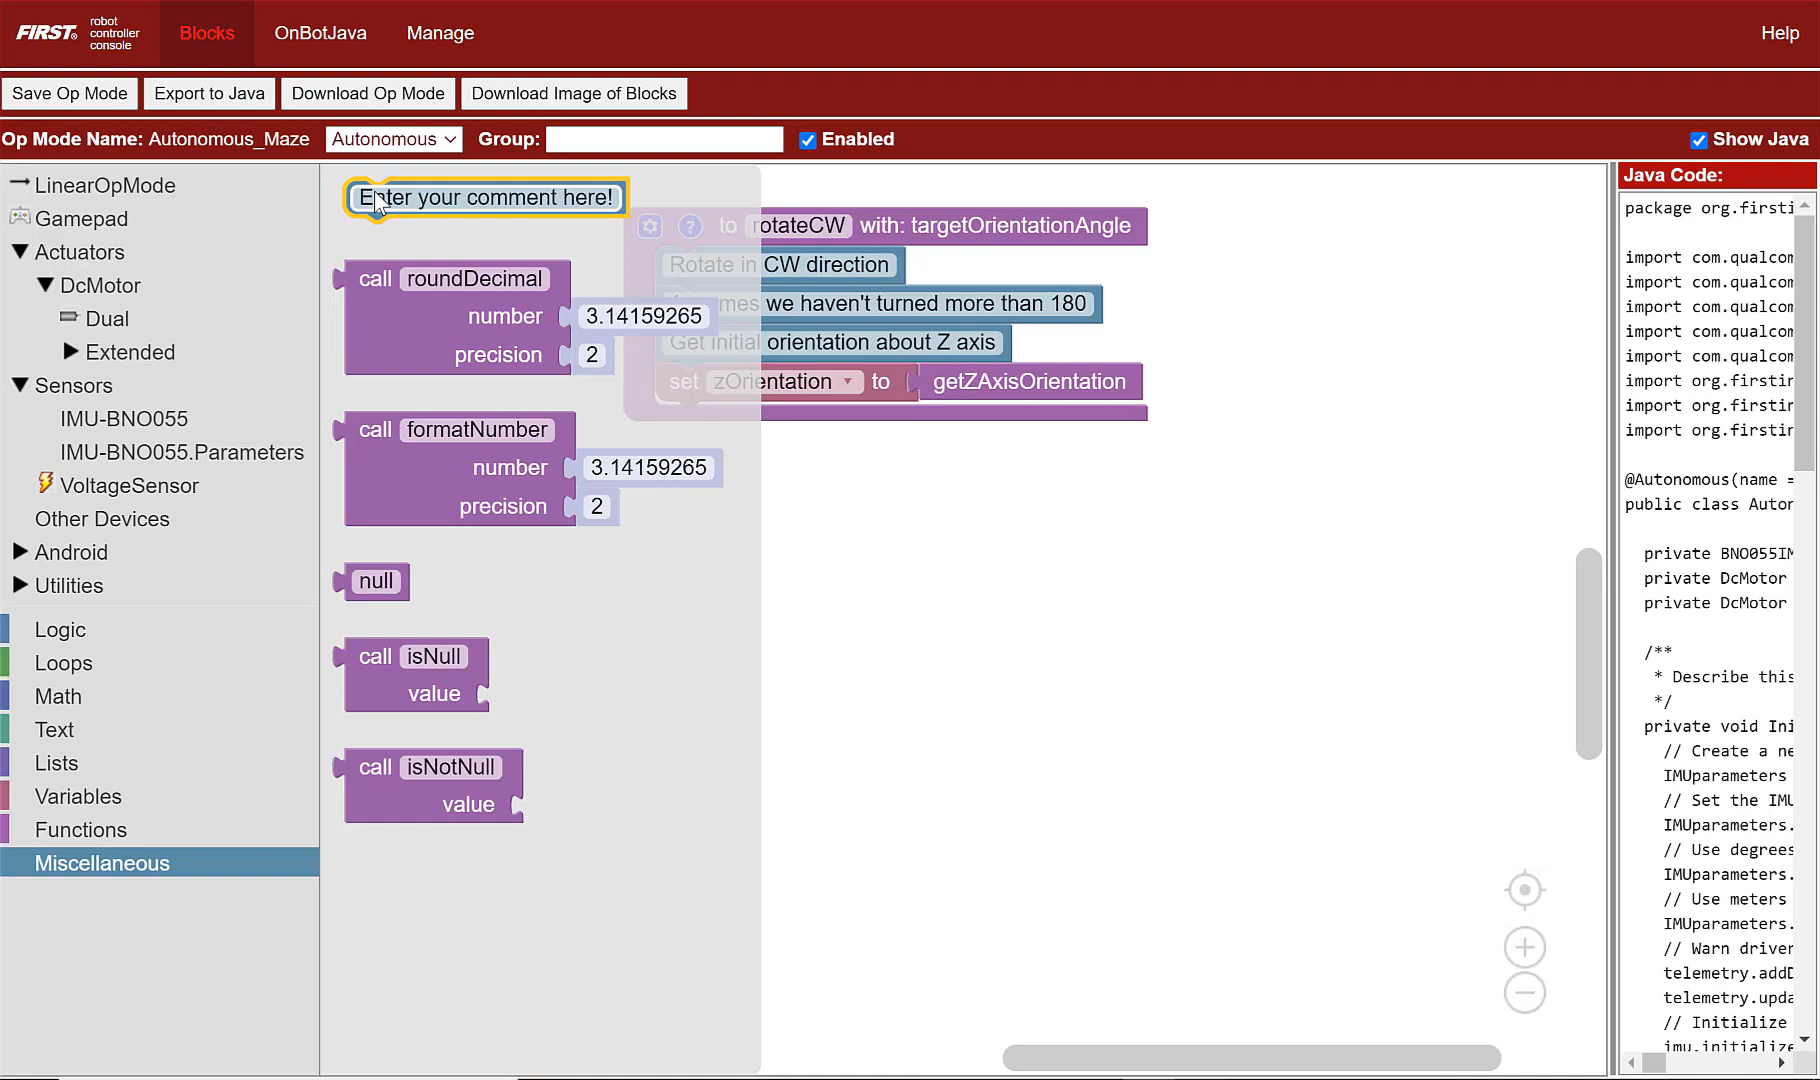 FIRST® robot controller console
Blocks
OnBotJava
Manage
Help
Save Op Mode
Export to Java
Download Op Mode
Download Image of Blocks
Op Mode Name: Autonomous_Maze
Autonomous
Group:
Enabled
Show Java
LinearOpMode
Gamepad
Actuators
DcMotor
Dual
Extended
Sensors
IMU-BNO055
IMU-BNO055.Parameters
VoltageSensor
Other Devices
Android
Utilities
Logic
Loops
Math
Text
Lists
Variables
Functions
Miscellaneous
Enter your comment here!
call roundDecimal
number 3.14159265
precision 2
call formatNumber
number 3.14159265
precision 2
null
call isNull
value
call isNotNull
value
? to rotateCW with: targetOrientationAngle
Rotate in CW direction
we haven't turned more than 180
Get initial orientation about Z axis
set zOrientation to getZAxisOrientation
Java Code:
package org.firsti
import com.qualcom
import com.qualcom
import com.qualcom
import com.qualcom
import com.qualcom
import org.firstin
import org.firstin
import org.firstin
@Autonomous(name =
public class Auton
private BNO055IM
private DcMotor
private DcMotor
/**
* Describe this
*/
private void Ini
// Create a ne
IMUparameters
// Set the IMU
IMUparameters.
// Use degrees
IMUparameters.
// Use meters
IMUparameters.
// Warn driver
telemetry.addD
telemetry.upda
// Initialize
imu.initialize